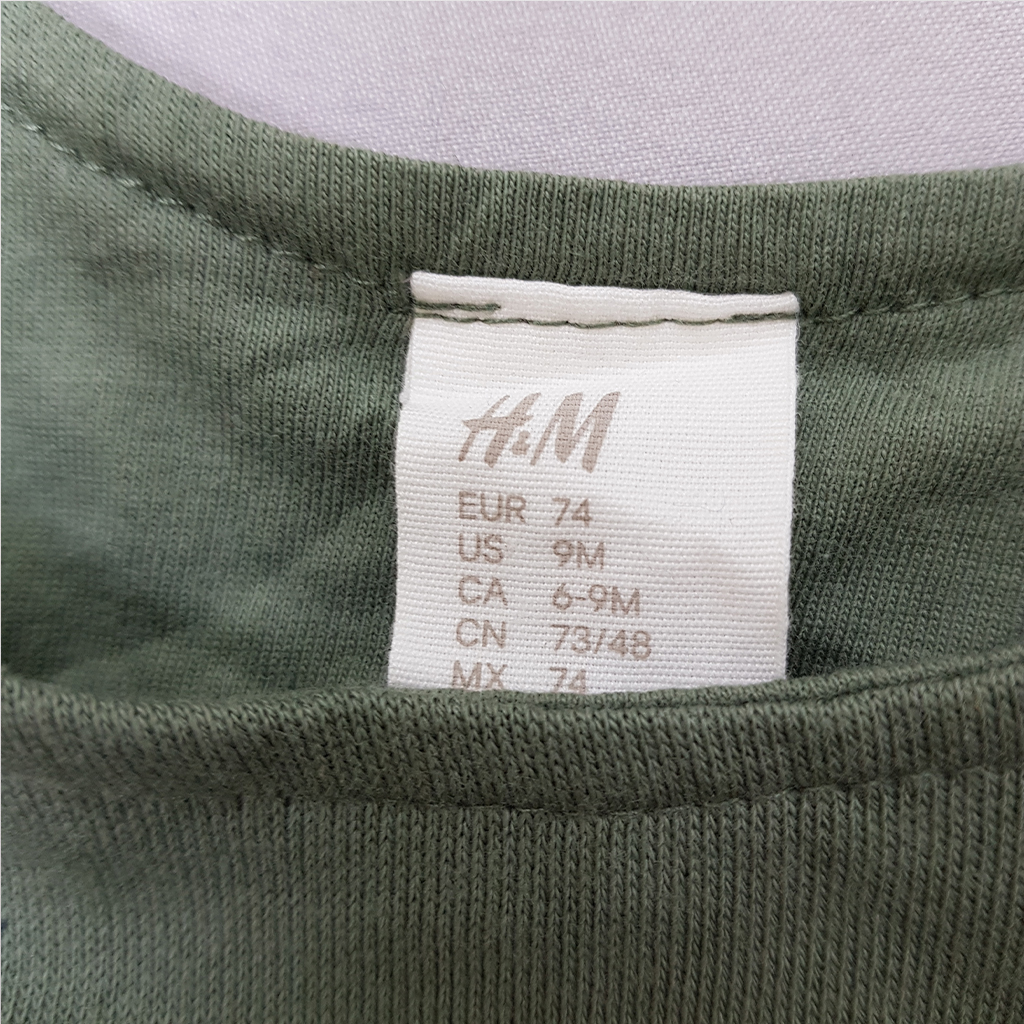 H&M
EUR 74
US 9M
CA 6-9M
CN 73/48
MX 74